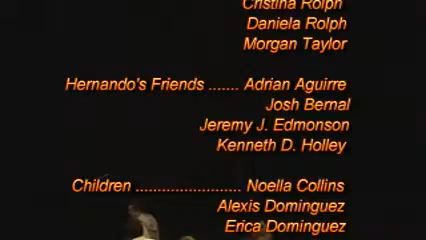 Cristina Rolph
Daniela Rolph
Morgan Taylor
Hernando's Friends ....... Adrian Aguirre
Josh Bernal
Jeremy J. Edmonson
Kenneth D. Holley
Children ........................ Noella Collins
Alexis Dominguez
Erica Dominguez